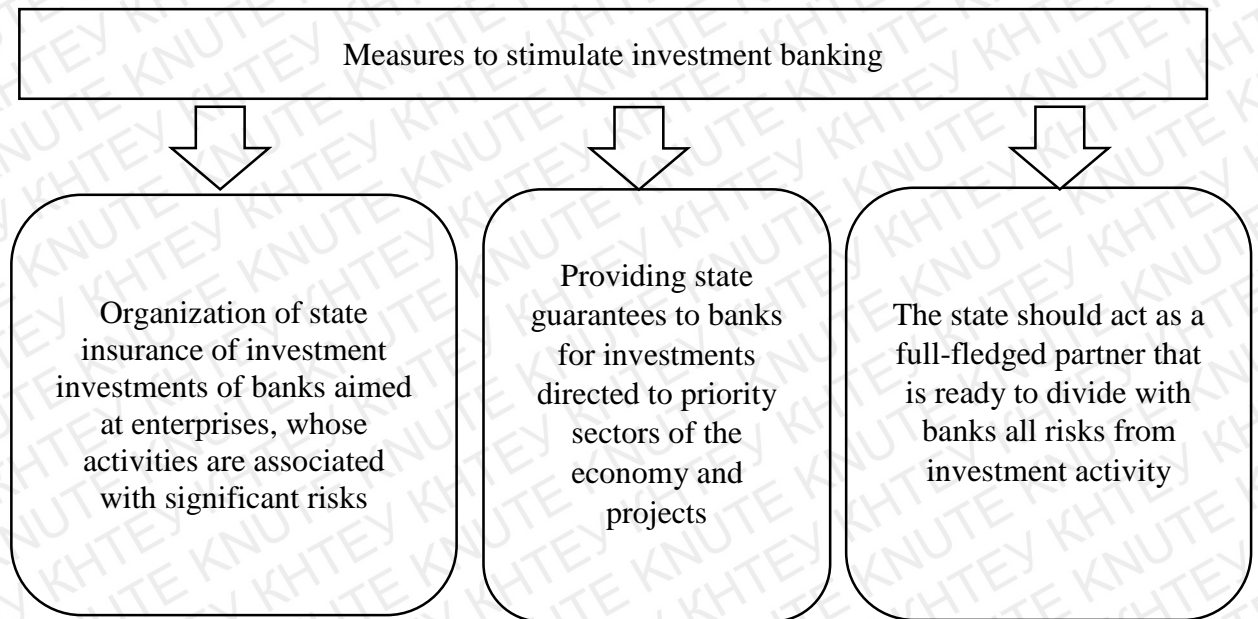 Measures to stimulate investment banking
Organization of state
insurance of investment
investments of banks aimed
at enterprises, whose
activities are associated
with significant risks
Providing state
guarantees to banks
for investments
directed to priority
sectors of the
economy and
projects
The state should act as a
full-fledged partner that
is ready to divide with
banks all risks from
investment activity